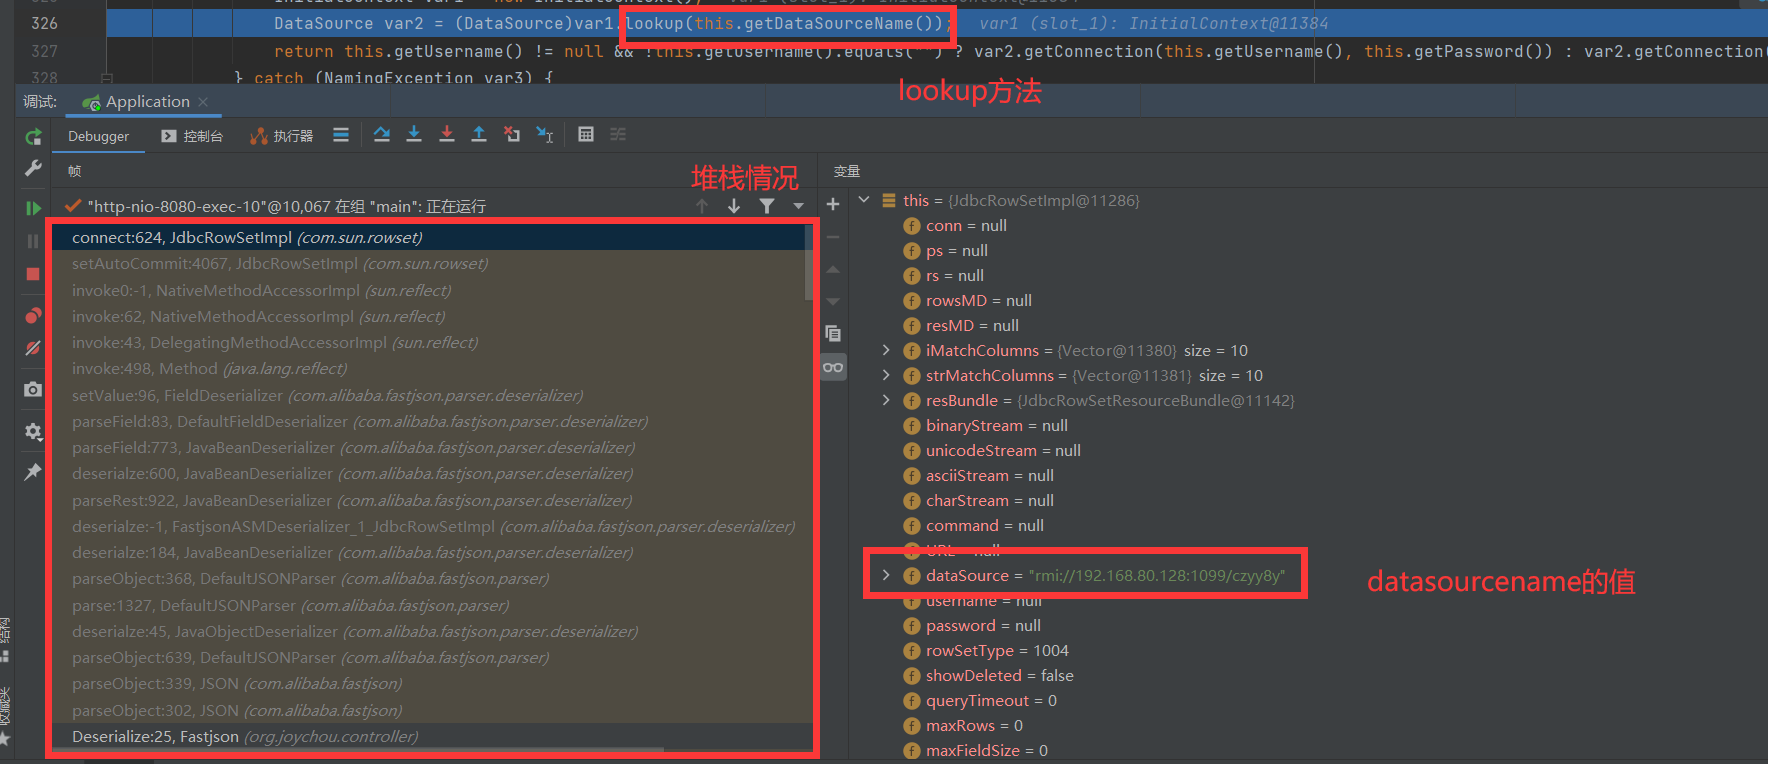 326 DataSource var2 = (DataSource)var1.lookup(this.getDataSourceName()); var1 (slot_1): InitialContext@11384
327 return this.getUsername() != null && !this.getUsername().equals("") ? var2.getConnection(this.getUsername(), this.getPassword()) : var2.getConnection(
328 } catch (NamingException var3) {
lookup方法
调试: Application
Debugger 控制台 执行器
帧
堆栈情况
变量
"http-nio-8080-exec-10"@10,067 在组 "main": 正在运行
connect:624, JdbcRowSetImpl (com.sun.rowset)
setAutoCommit:4067, JdbcRowSetImpl (com.sun.rowset)
invoke0:-1, NativeMethodAccessorImpl (sun.reflect)
invoke:62, NativeMethodAccessorImpl (sun.reflect)
invoke:43, DelegatingMethodAccessorImpl (sun.reflect)
invoke:498, Method (java.lang.reflect)
setValue:96, FieldDeserializer (com.alibaba.fastjson.parser.deserializer)
parseField:83, DefaultFieldDeserializer (com.alibaba.fastjson.parser.deserializer)
parseField:773, JavaBeanDeserializer (com.alibaba.fastjson.parser.deserializer)
deserialze:600, JavaBeanDeserializer (com.alibaba.fastjson.parser.deserializer)
parseRest:922, JavaBeanDeserializer (com.alibaba.fastjson.parser.deserializer)
deserialze:-1, FastjsonASMDeserializer_1_JdbcRowSetImpl (com.alibaba.fastjson.parser.deserializer)
deserialze:184, JavaBeanDeserializer (com.alibaba.fastjson.parser.deserializer)
parseObject:368, DefaultJSONParser (com.alibaba.fastjson.parser)
parse:1327, DefaultJSONParser (com.alibaba.fastjson.parser)
deserialze:45, JavaObjectDeserializer (com.alibaba.fastjson.parser.deserializer)
parseObject:639, DefaultJSONParser (com.alibaba.fastjson.parser)
parseObject:339, JSON (com.alibaba.fastjson)
parseObject:302, JSON (com.alibaba.fastjson)
Deserialize:25, Fastjson (org.joychou.controller)
this = {JdbcRowSetImpl@11286}
conn = null
ps = null
rs = null
rowsMD = null
resMD = null
iMatchColumns = {Vector@11380} size = 10
strMatchColumns = {Vector@11381} size = 10
resBundle = {JdbcRowSetResourceBundle@11142}
binaryStream = null
unicodeStream = null
asciiStream = null
charStream = null
command = null
URL = null
dataSource = "rmi://192.168.80.128:1099/czyy8y"
datasourcename的值
username = null
password = null
rowSetType = 1004
showDeleted = false
queryTimeout = 0
maxRows = 0
maxFieldSize = 0
结构
收藏夹